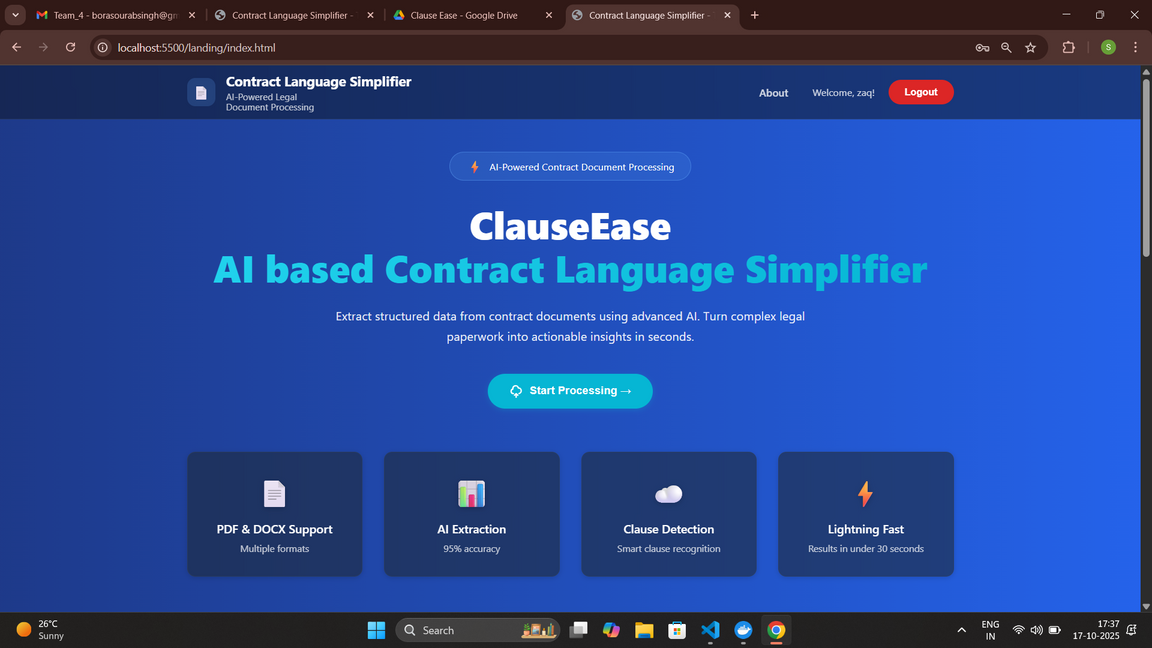 Team_4 - borasourabsingh@gm
Contract Language Simplifier -
Clause Ease - Google Drive
Contract Language Simplifier -
localhost:5500/landing/index.html
S
Contract Language Simplifier
AI-Powered Legal
Document Processing
About
Welcome, zaq!
Logout
AI-Powered Contract Document Processing
ClauseEase
AI based Contract Language Simplifier
Extract structured data from contract documents using advanced AI. Turn complex legal
paperwork into actionable insights in seconds.
Start Processing →
PDF & DOCX Support
Multiple formats
AI Extraction
95% accuracy
Clause Detection
Smart clause recognition
Lightning Fast
Results in under 30 seconds
26°C
Sunny
Search
ENG
IN
17:37
17-10-2025